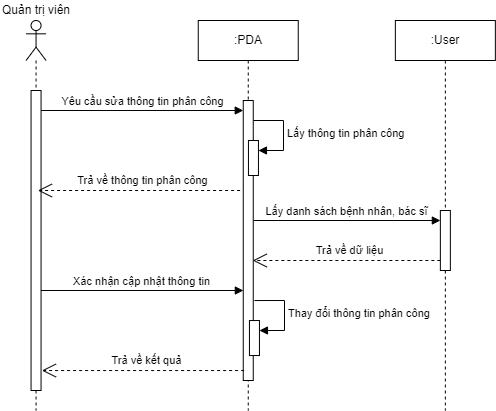 Quản trị viên
:PDA
:User
Yêu cầu sửa thông tin phân công
Lấy thông tin phân công
Trả về thông tin phân công
Lấy danh sách bệnh nhân, bác sĩ
Trả về dữ liệu
Xác nhận cập nhật thông tin
Thay đổi thông tin phân công
Trả về kết quả